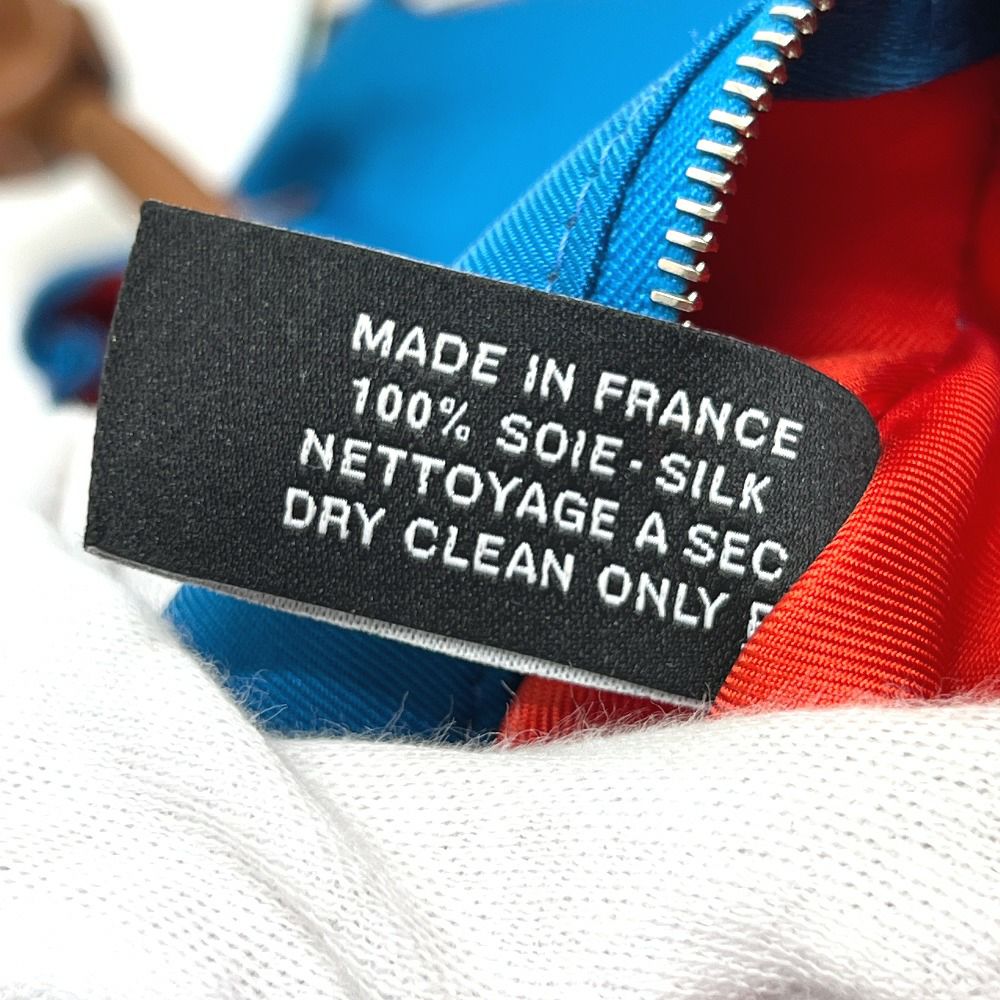 MADE IN FRANCE
100% SOIE - SILK
NETTOYAGE A SEC
DRY CLEAN ONLY